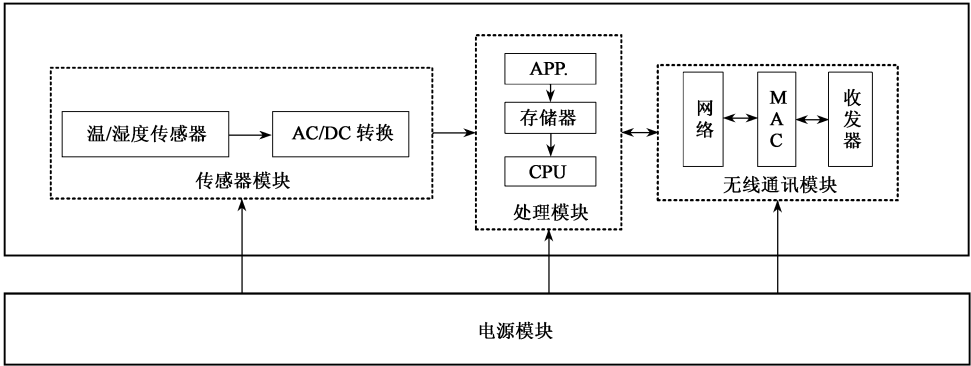 温/湿度传感器
AC/DC 转换
传感器模块
APP.
存储器
CPU
处理模块
网络
MAC
收发器
无线通讯模块
电源模块